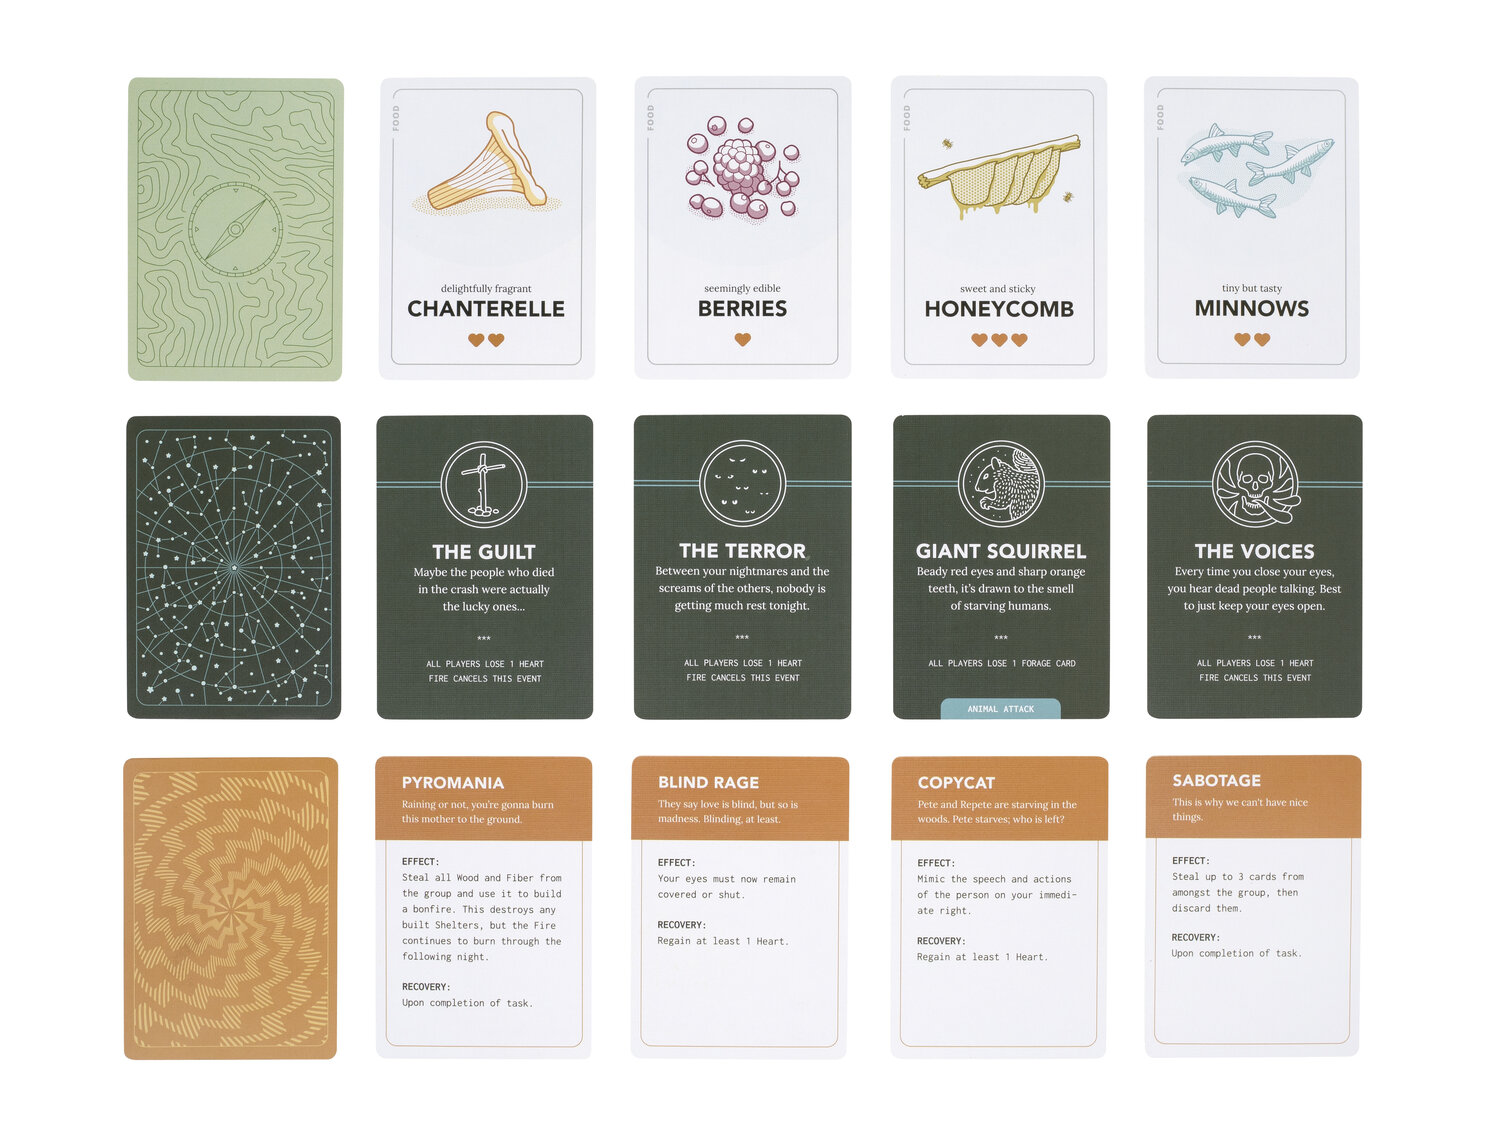 FOOD
delightfully fragrant
CHANTERELLE
FOOD
seemingly edible
BERRIES
FOOD
sweet and sticky
HONEYCOMB
FOOD
tiny but tasty
MINNOWS
THE GUILT
Maybe the people who died
in the crash were actually
the lucky ones...
***
ALL PLAYERS LOSE 1 HEART
FIRE CANCELS THIS EVENT
THE TERROR
Between your nightmares and the
screams of the others, nobody is
getting much rest tonight.
***
ALL PLAYERS LOSE 1 HEART
FIRE CANCELS THIS EVENT
GIANT SQUIRREL
Beady red eyes and sharp orange
teeth, it's drawn to the smell
of starving humans.
***
ALL PLAYERS LOSE 1 FORAGE CARD
ANIMAL ATTACK
THE VOICES
Every time you close your eyes,
you hear dead people talking. Best
to just keep your eyes open.
***
ALL PLAYERS LOSE 1 HEART
FIRE CANCELS THIS EVENT
PYROMANIA
Raining or not, you're gonna burn
this mother to the ground.
EFFECT:
Steal all Wood and Fiber from
the group and use it to build
a bonfire. This destroys any
built Shelters, but the Fire
continues to burn through the
following night.
RECOVERY:
Upon completion of task.
BLIND RAGE
They say love is blind, but so is
madness. Blinding, at least.
EFFECT:
Your eyes must now remain
covered or shut.
RECOVERY:
Regain at least 1 Heart.
COPYCAT
Pete and Repete are starving in the
woods. Pete starves; who is left?
EFFECT:
Mimic the speech and actions
of the person on your immedi-
ate right.
RECOVERY:
Regain at least 1 Heart.
SABOTAGE
This is why we can't have nice
things.
EFFECT:
Steal up to 3 cards from
amongst the group, then
discard them.
RECOVERY:
Upon completion of task.